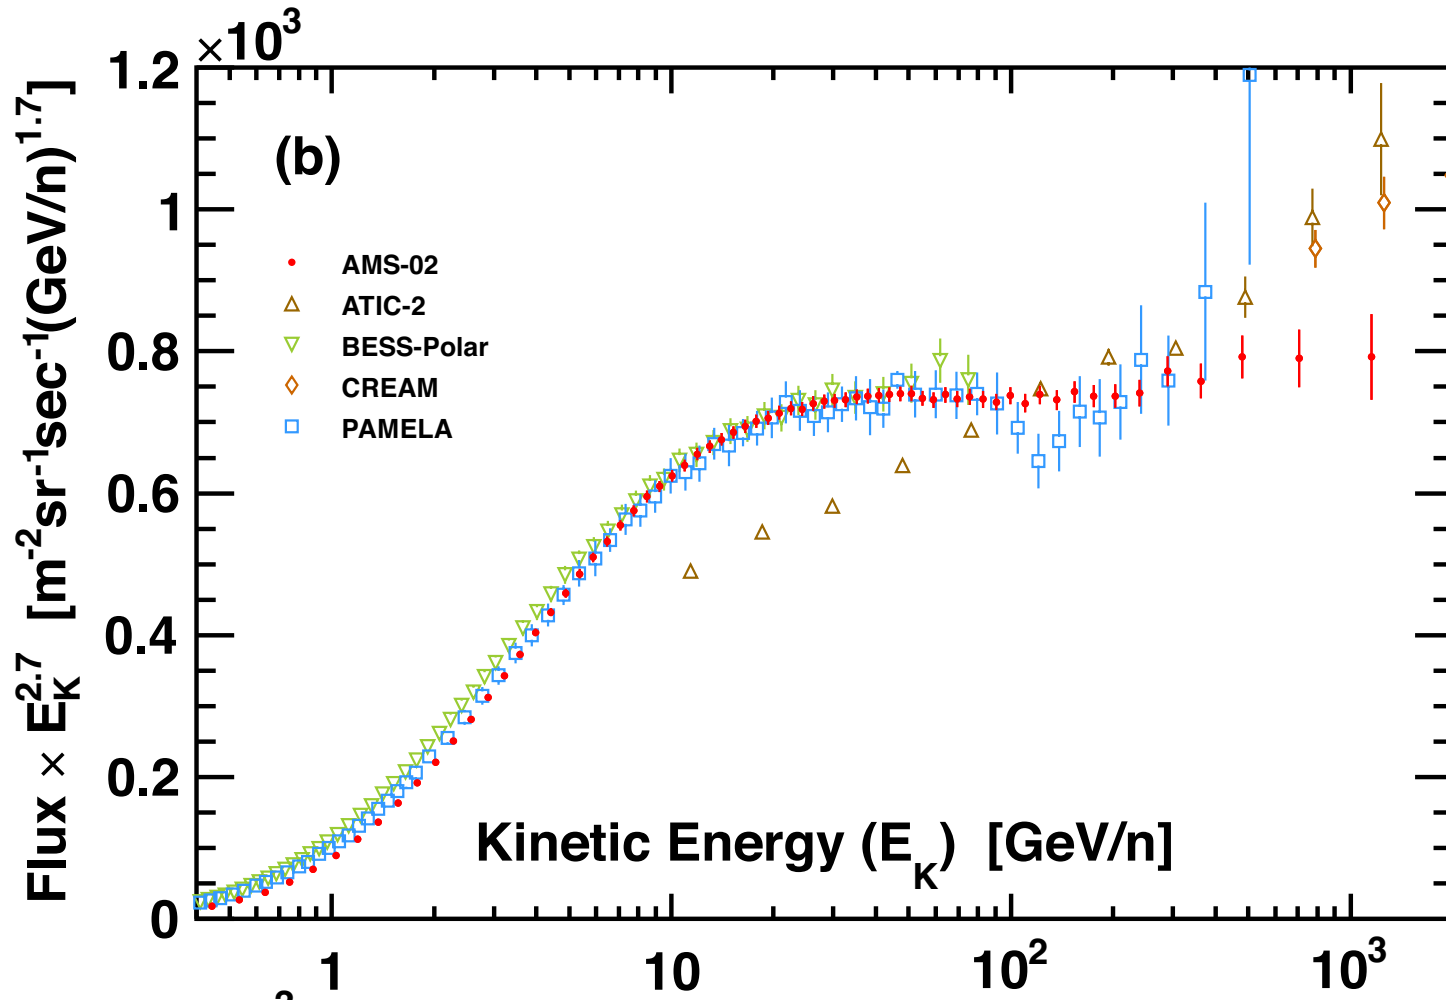 ×10³
1.2
1
0.8
0.6
0.4
0.2
0
Flux × E_K^2.7 [m⁻²sr⁻¹sec⁻¹(GeV/n)^1.7]
(b)
AMS-02
ATIC-2
BESS-Polar
CREAM
PAMELA
Kinetic Energy (E_K) [GeV/n]
1 10 10² 10³